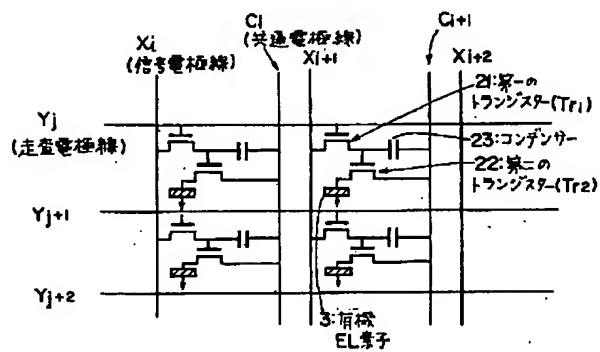 Xi
(信号電極線)
Ci
(共通電極線)
Xi+1
Ci+1
Xi+2
21:第一の
トランジスター(Tr1)
Yj
(走査電極線)
23:コンデンサー
22:第二の
トランジスター(Tr2)
Yj+1
Yj+2
3:有機
EL素子